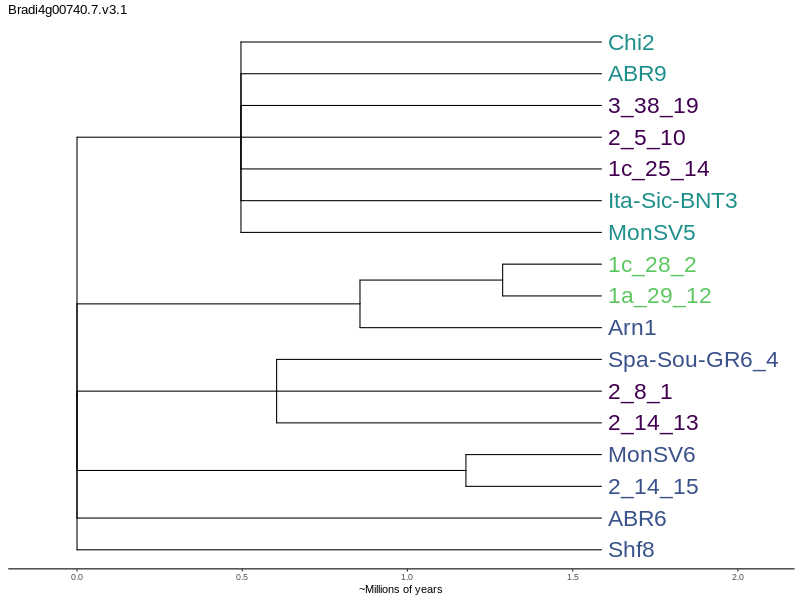 Bradi4g00740.7.v3.1
Chi2
ABR9
3_38_19
2_5_10
1c_25_14
Ita-Sic-BNT3
MonSV5
1c_28_2
1a_29_12
Arn1
Spa-Sou-GR6_4
2_8_1
2_14_13
MonSV6
2_14_15
ABR6
Shf8
0.0 0.5 1.0 1.5 2.0
~Millions of years